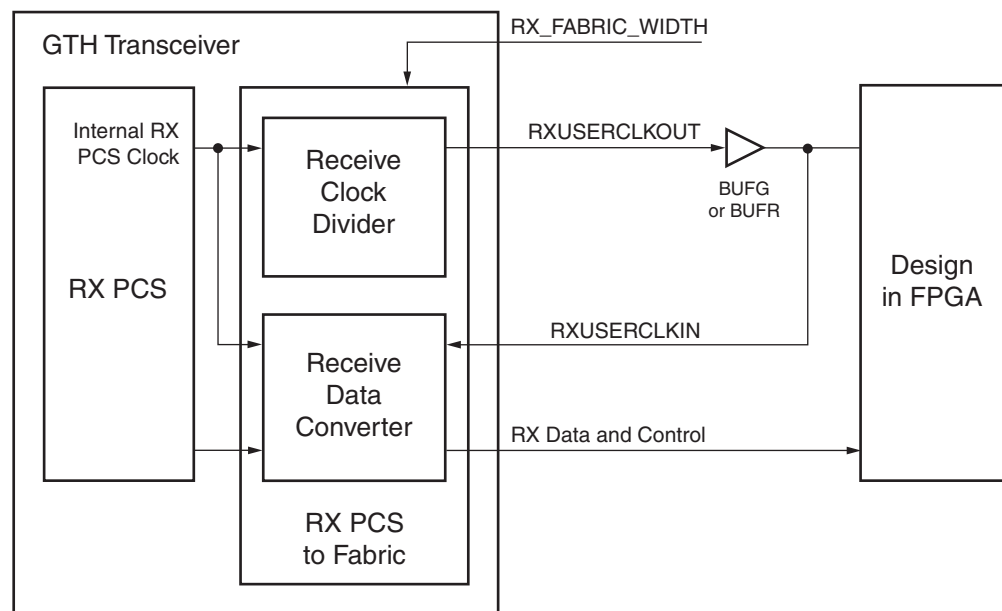 RX_FABRIC_WIDTH
GTH Transceiver
Internal RX
PCS Clock
RX PCS
Receive
Clock
Divider
RXUSERCLKOUT
BUFG
or BUFR
Design
in FPGA
RXUSERCLKIN
Receive
Data
Converter
RX Data and Control
RX PCS
to Fabric